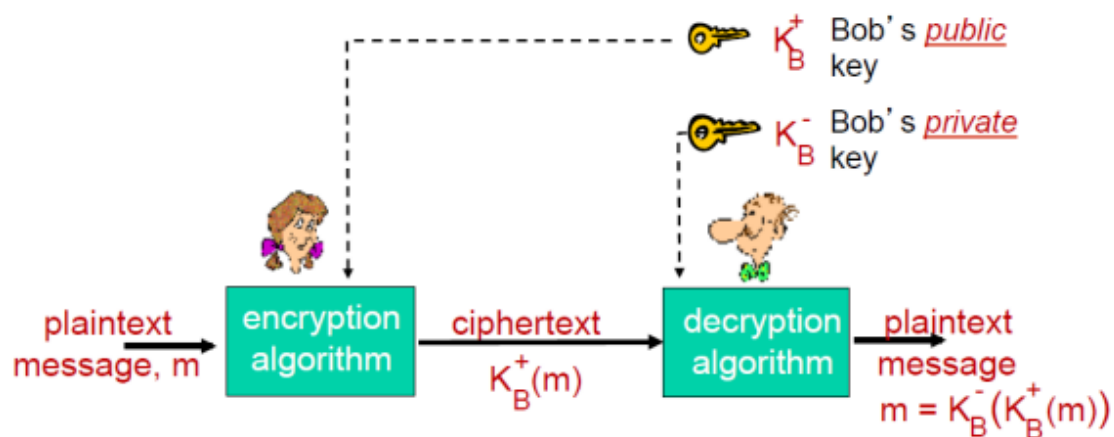 K_B^+ Bob's public
key
K_B^- Bob's private
key
plaintext
message, m
encryption
algorithm
ciphertext
K_B^+(m)
decryption
algorithm
plaintext
message
m = K_B^-(K_B^+(m))